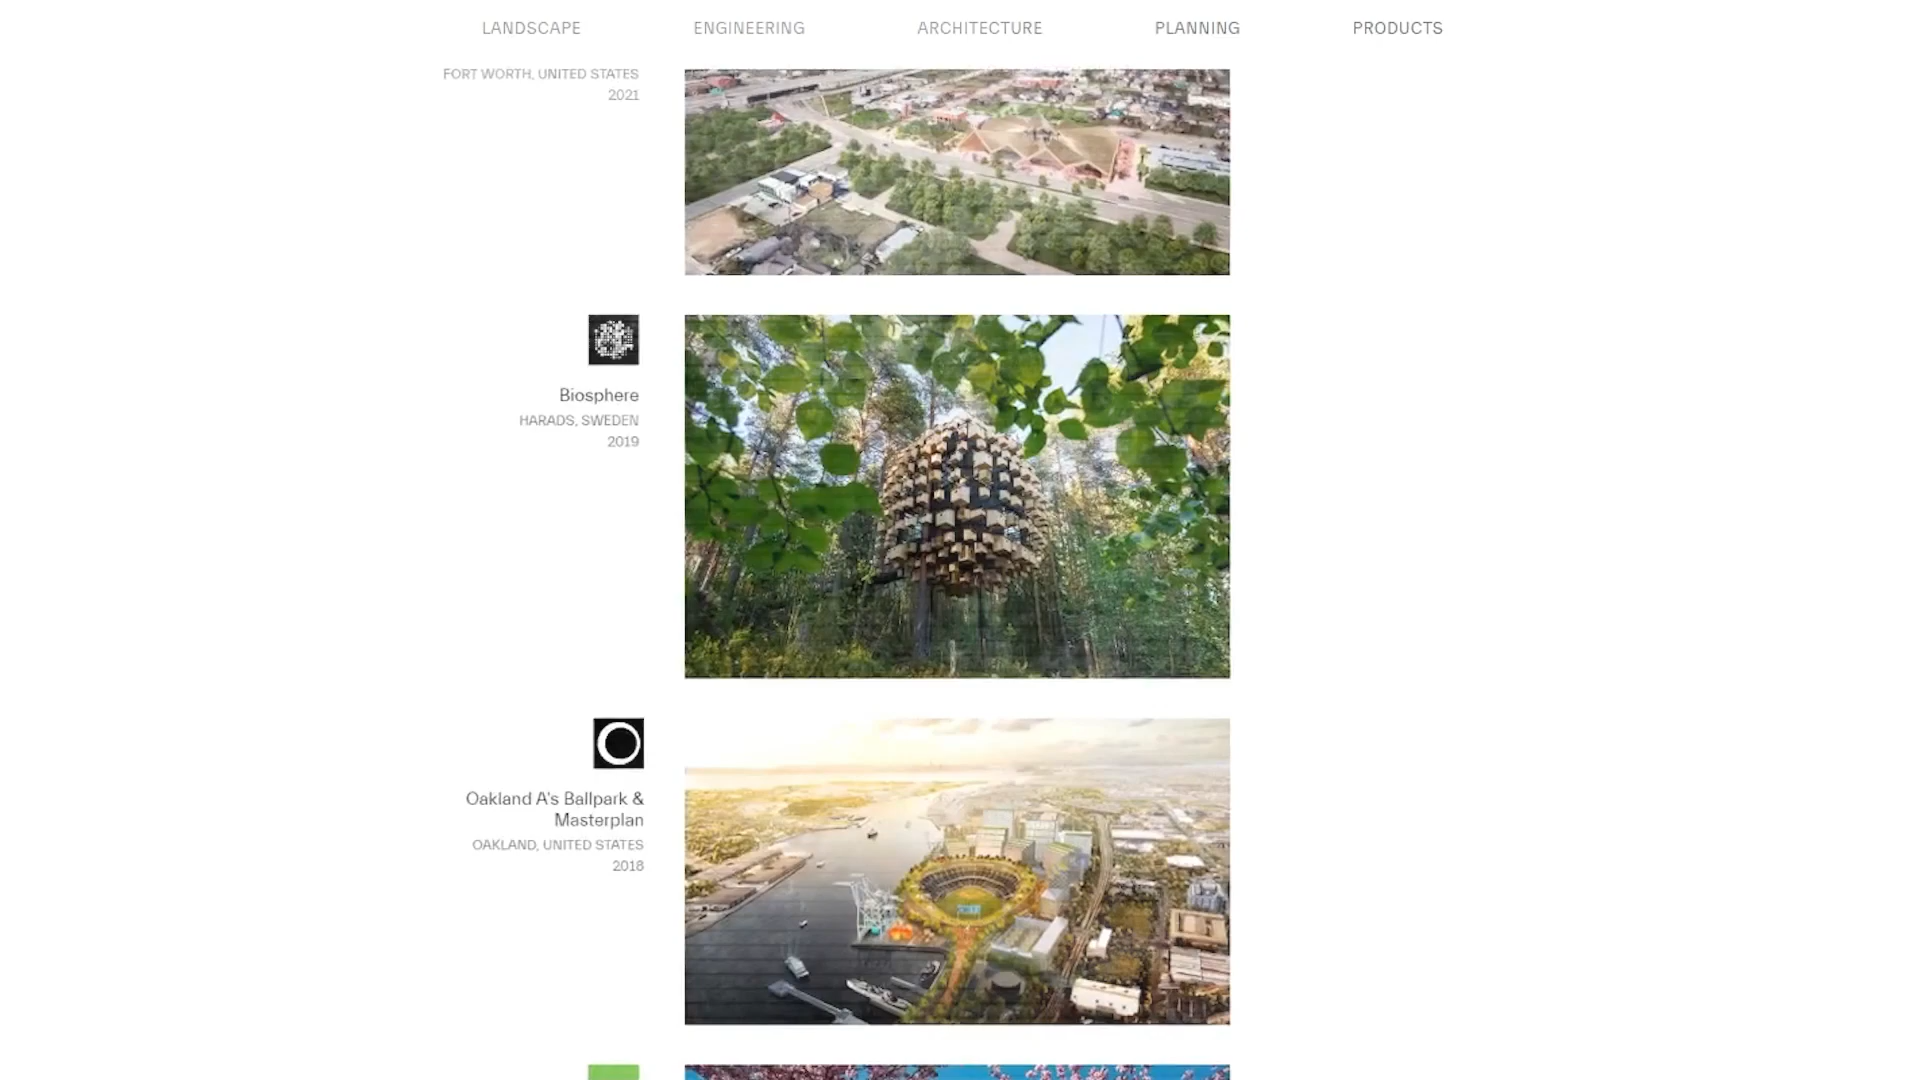 LANDSCAPE
ENGINEERING
ARCHITECTURE
PLANNING
PRODUCTS
FORT WORTH, UNITED STATES
2021
Biosphere
HARADS, SWEDEN
2019
Oakland A's Ballpark &
Masterplan
OAKLAND, UNITED STATES
2018